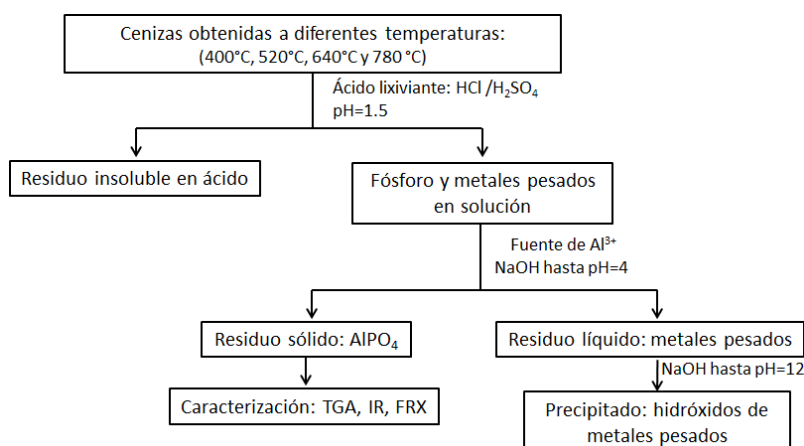 Cenizas obtenidas a diferentes temperaturas:
(400°C, 520°C, 640°C y 780 °C)
Ácido lixiviante: HCl /H₂SO₄
pH=1.5
Residuo insoluble en ácido
Fósforo y metales pesados
en solución
Fuente de Al³⁺
NaOH hasta pH=4
Residuo sólido: AlPO₄
Residuo líquido: metales pesados
NaOH hasta pH=12
Caracterización: TGA, IR, FRX
Precipitado: hidróxidos de
metales pesados